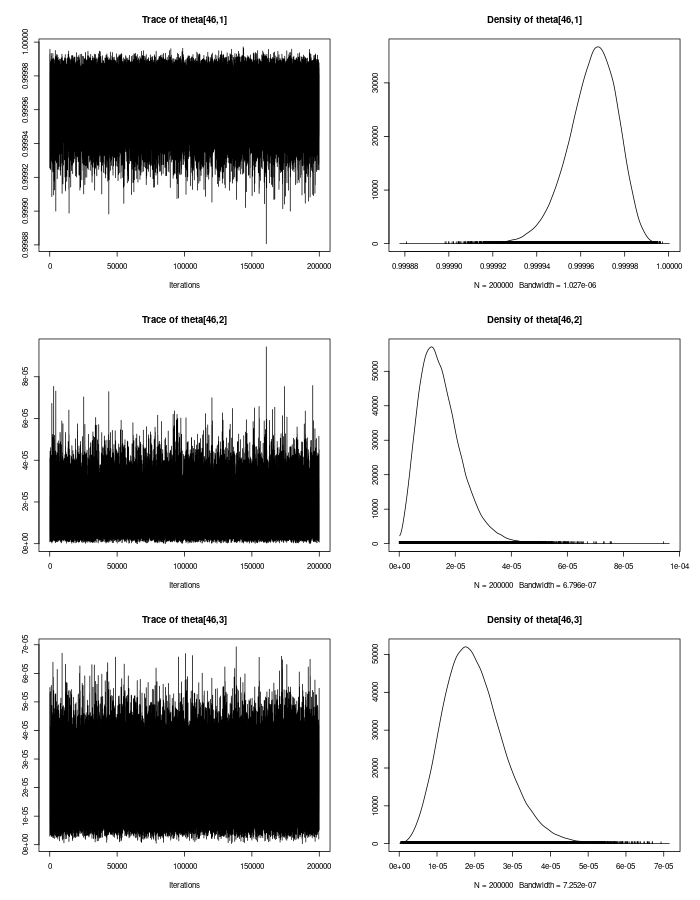 Trace of theta[46,1]
1.00000
0.99998
0.99996
0.99994
0.99992
0.99990
0.99988
0 50000 100000 150000 200000
Iterations
Density of theta[46,1]
30000
20000
10000
0
0.99988 0.99990 0.99992 0.99994 0.99996 0.99998 1.00000
N = 200000 Bandwidth = 1.027e-06
Trace of theta[46,2]
8e-05
6e-05
4e-05
2e-05
0e+00
0 50000 100000 150000 200000
Iterations
Density of theta[46,2]
50000
40000
30000
20000
10000
0
0e+00 2e-05 4e-05 6e-05 8e-05 1e-04
N = 200000 Bandwidth = 6.796e-07
Trace of theta[46,3]
7e-05
6e-05
5e-05
4e-05
3e-05
2e-05
1e-05
0e+00
0 50000 100000 150000 200000
Iterations
Density of theta[46,3]
50000
40000
30000
20000
10000
0
0e+00 1e-05 2e-05 3e-05 4e-05 5e-05 6e-05 7e-05
N = 200000 Bandwidth = 7.252e-07